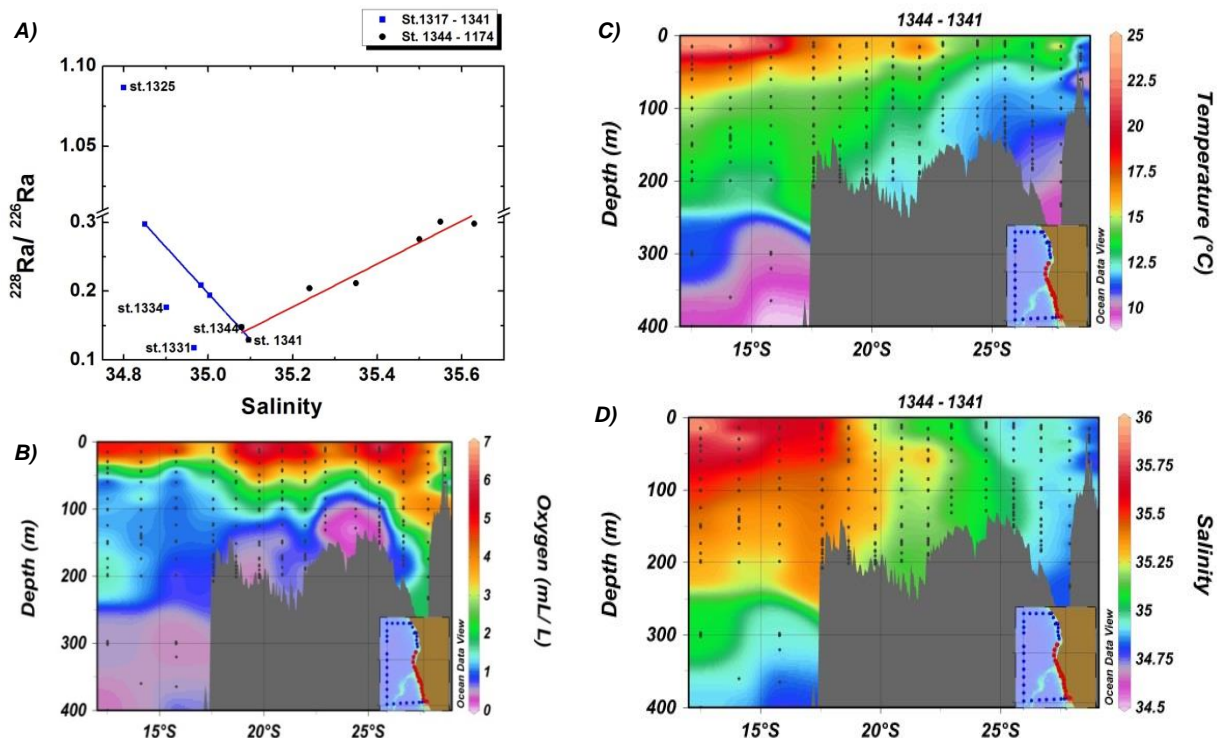 A)
St.1317 - 1341
St. 1344 - 1174
1.10
1.05
0.3
0.2
0.1
²²⁸Ra/ ²²⁶Ra
st.1325
st.1334
st.1331
st.1344
st. 1341
34.8 35.0 35.2 35.4 35.6
Salinity
B)
0
100
200
300
400
Depth (m)
15°S 20°S 25°S
Ocean Data View
7
6
5
4
3
2
1
0
Oxygen (mL/ L)
C)
1344 - 1341
0
100
200
300
400
Depth (m)
15°S 20°S 25°S
Ocean Data View
25
22.5
20
17.5
15
12.5
10
Temperature (°C)
D)
1344 - 1341
0
100
200
300
400
Depth (m)
15°S 20°S 25°S
Ocean Data View
36
35.75
35.5
35.25
35
34.75
34.5
Salinity